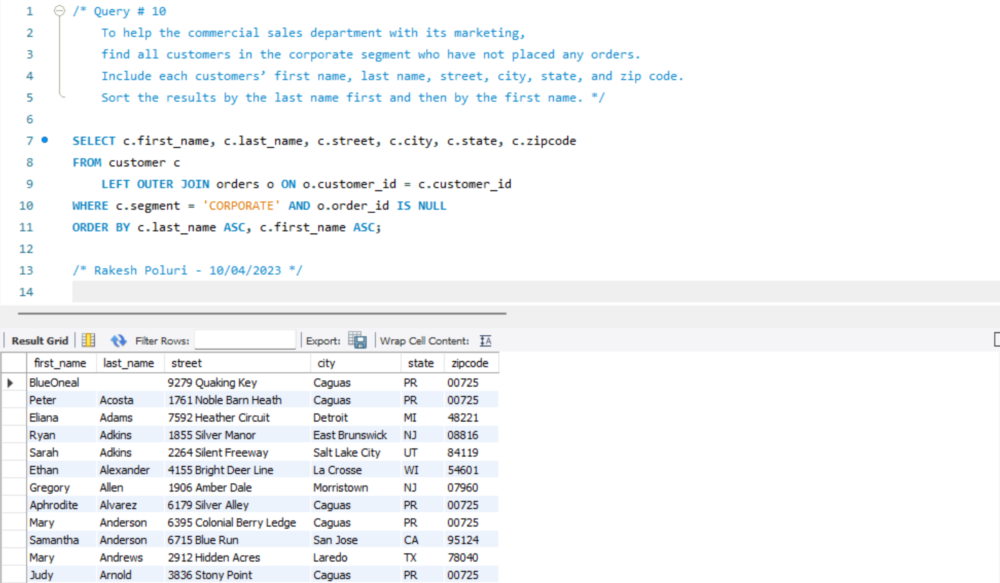 1 /* Query # 10
2 To help the commercial sales department with its marketing,
3 find all customers in the corporate segment who have not placed any orders.
4 Include each customers’ first name, last name, street, city, state, and zip code.
5 Sort the results by the last name first and then by the first name. */
6
7 SELECT c.first_name, c.last_name, c.street, c.city, c.state, c.zipcode
8 FROM customer c
9 LEFT OUTER JOIN orders o ON o.customer_id = c.customer_id
10 WHERE c.segment = 'CORPORATE' AND o.order_id IS NULL
11 ORDER BY c.last_name ASC, c.first_name ASC;
12
13 /* Rakesh Poluri - 10/04/2023 */
14
Result Grid Filter Rows: Export: Wrap Cell Content:
first_name last_name street city state zipcode
BlueOneal 9279 Quaking Key Caguas PR 00725
Peter Acosta 1761 Noble Barn Heath Caguas PR 00725
Eliana Adams 7592 Heather Circuit Detroit MI 48221
Ryan Adkins 1855 Silver Manor East Brunswick NJ 08816
Sarah Adkins 2264 Silent Freeway Salt Lake City UT 84119
Ethan Alexander 4155 Bright Deer Line La Crosse WI 54601
Gregory Allen 1906 Amber Dale Morristown NJ 07960
Aphrodite Alvarez 6179 Silver Alley Caguas PR 00725
Mary Anderson 6395 Colonial Berry Ledge Caguas PR 00725
Samantha Anderson 6715 Blue Run San Jose CA 95124
Mary Andrews 2912 Hidden Acres Laredo TX 78040
Judy Arnold 3836 Stony Point Caguas PR 00725